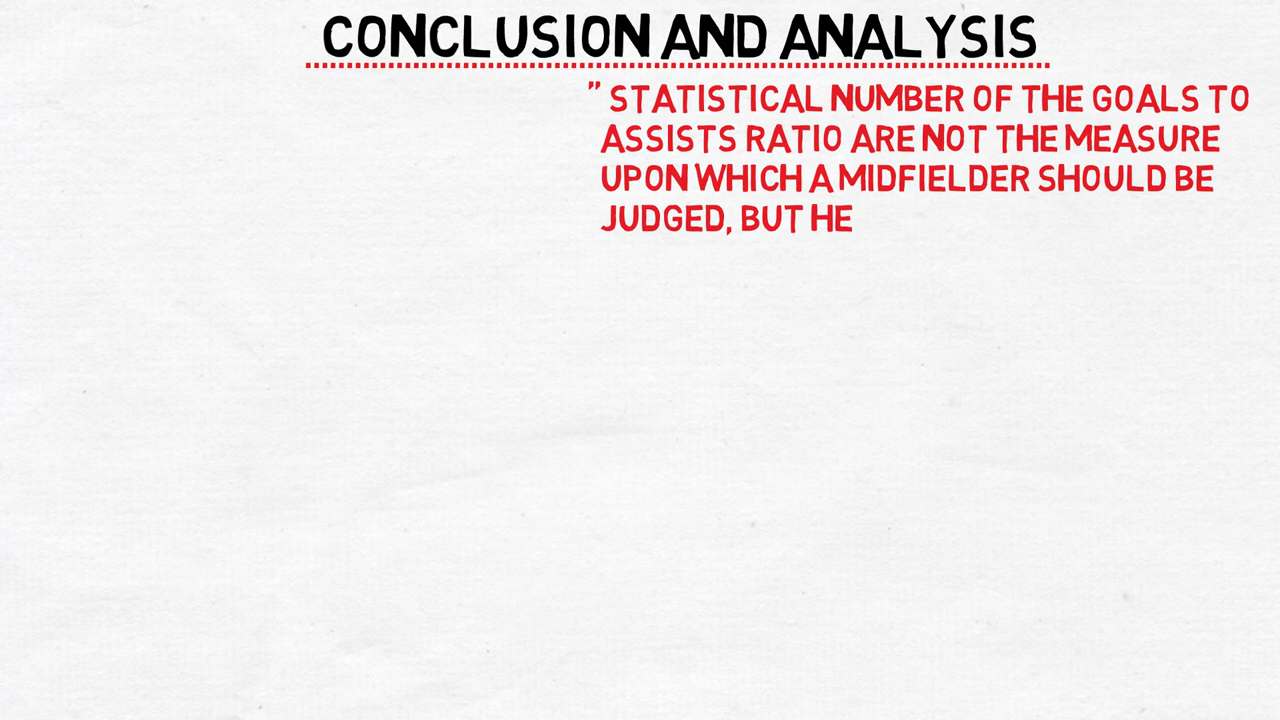 CONCLUSION AND ANALYSIS
" STATISTICAL NUMBER OF THE GOALS TO
ASSISTS RATIO ARE NOT THE MEASURE
UPON WHICH A MIDFIELDER SHOULD BE
JUDGED, BUT HE